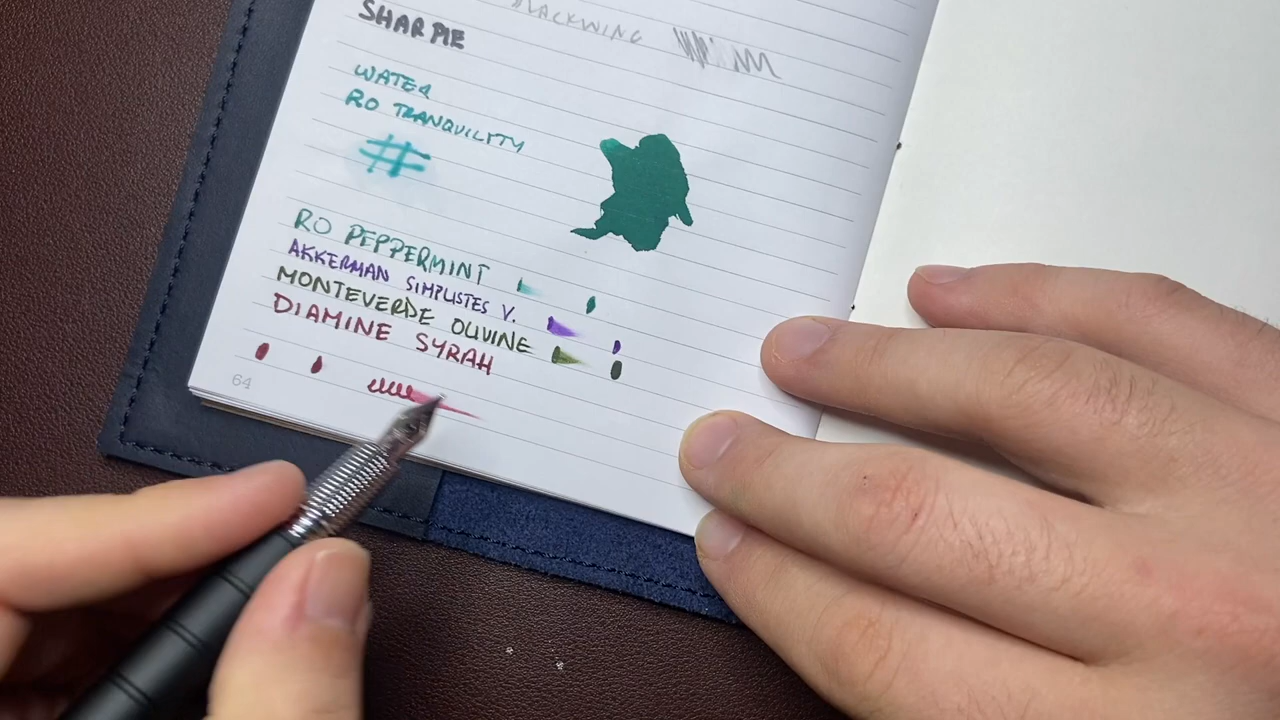 BLACKWING
SHARPIE
WATER
RO TRANQUILITY
#
RO PEPPERMINT
AKKERMAN SIMPLISTES V.
MONTEVERDE OLIVINE
DIAMINE SYRAH
64